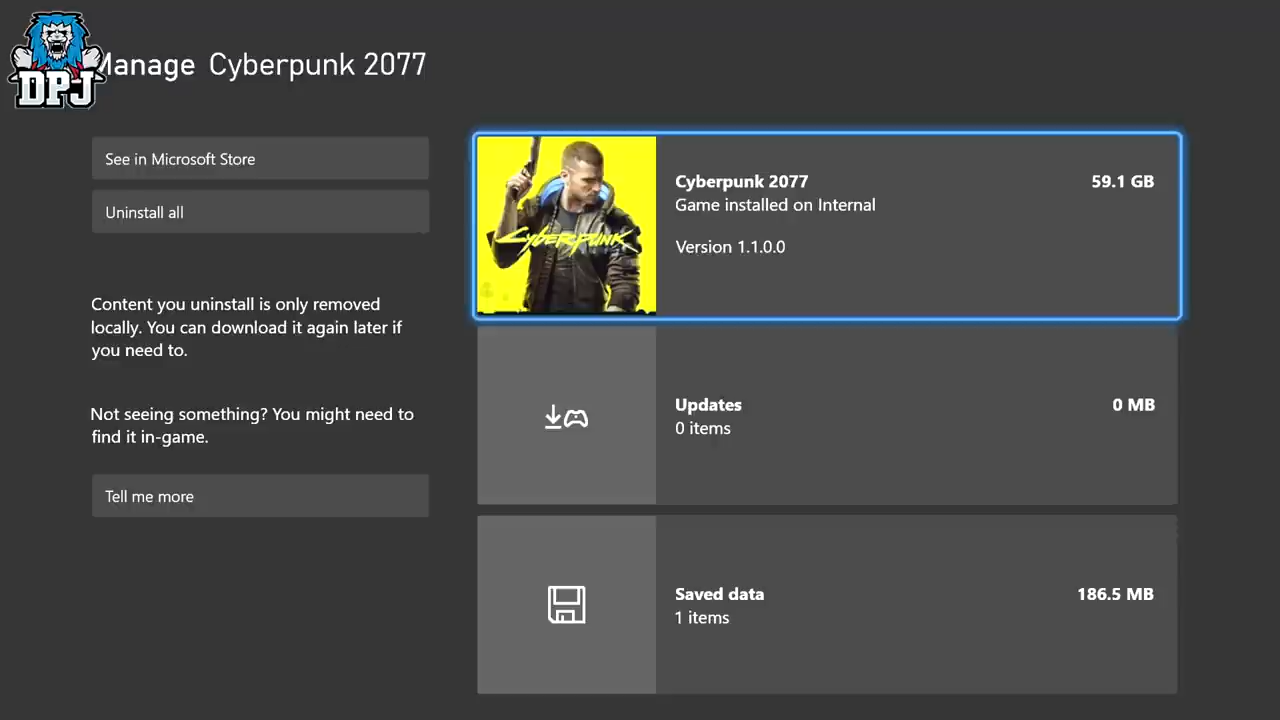 DPJ
Manage Cyberpunk 2077
See in Microsoft Store
Uninstall all
Content you uninstall is only removed
locally. You can download it again later if
you need to.
Not seeing something? You might need to
find it in-game.
Tell me more
CYBERPUNK
Cyberpunk 2077
59.1 GB
Game installed on Internal
Version 1.1.0.0
Updates
0 MB
0 items
Saved data
186.5 MB
1 items